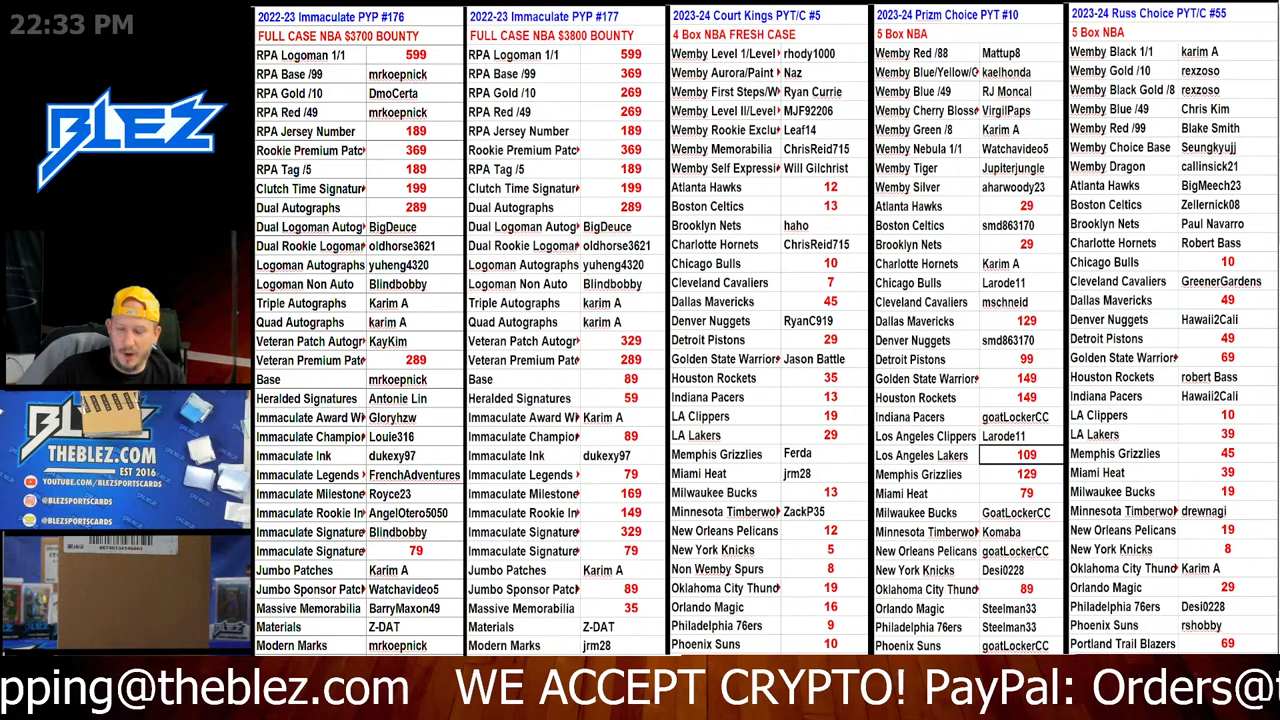 22:33 PM
BLEZ
BLEZ
THEBLEZ.COM
EST 2016
YOUTUBE.COM/BLEZSPORTSCARDS
@BLEZSPORTSCARDS
@BLEZSPORTSCARDS
2022-23 Immaculate PYP #176
FULL CASE NBA $3700 BOUNTY
RPA Logoman 1/1 599
RPA Base /99 mrkoepnick
RPA Gold /10 DmoCerta
RPA Red /49 mrkoepnick
RPA Jersey Number 189
Rookie Premium Patc 369
RPA Tag /5 189
Clutch Time Signatur 199
Dual Autographs 289
Dual Logoman Autog BigDeuce
Dual Rookie Logomar oldhorse3621
Logoman Autographs yuheng4320
Logoman Non Auto Blindbobby
Triple Autographs Karim A
Quad Autographs karim A
Veteran Patch Autogr KayKim
Veteran Premium Pat 289
Base mrkoepnick
Heralded Signatures Antonie Lin
Immaculate Award W Gloryhzw
Immaculate Champio Louie316
Immaculate Ink dukexy97
Immaculate Legends FrenchAdventures
Immaculate Milestone Royce23
Immaculate Rookie In AngelOtero5050
Immaculate Signature Blindbobby
Immaculate Signature 79
Jumbo Patches Karim A
Jumbo Sponsor Patc Watchavideo5
Massive Memorabilia BarryMaxon49
Materials Z-DAT
Modern Marks mrkoepnick
2022-23 Immaculate PYP #177
FULL CASE NBA $3800 BOUNTY
RPA Logoman 1/1 599
RPA Base /99 369
RPA Gold /10 269
RPA Red /49 269
RPA Jersey Number 189
Rookie Premium Patc 369
RPA Tag /5 189
Clutch Time Signatur 199
Dual Autographs 289
Dual Logoman Autog BigDeuce
Dual Rookie Logomar oldhorse3621
Logoman Autographs yuheng4320
Logoman Non Auto Blindbobby
Triple Autographs karim A
Quad Autographs karim A
Veteran Patch Autogr 329
Veteran Premium Pat 289
Base 89
Heralded Signatures 59
Immaculate Award W Karim A
Immaculate Champio 89
Immaculate Ink dukexy97
Immaculate Legends 79
Immaculate Milestone 169
Immaculate Rookie In 149
Immaculate Signature 329
Immaculate Signature 79
Jumbo Patches Karim A
Jumbo Sponsor Patc 89
Massive Memorabilia 35
Materials Z-DAT
Modern Marks jrm28
2023-24 Court Kings PYT/C #5
4 Box NBA FRESH CASE
Wemby Level 1/Level rhody1000
Wemby Aurora/Paint Naz
Wemby First Steps/W Ryan Currie
Wemby Level II/Level MJF92206
Wemby Rookie Exclu Leaf14
Wemby Memorabilia ChrisReid715
Wemby Self Expressi Will Gilchrist
Atlanta Hawks 12
Boston Celtics 13
Brooklyn Nets haho
Charlotte Hornets ChrisReid715
Chicago Bulls 10
Cleveland Cavaliers 7
Dallas Mavericks 45
Denver Nuggets RyanC919
Detroit Pistons 29
Golden State Warrior Jason Battle
Houston Rockets 35
Indiana Pacers 13
LA Clippers 19
LA Lakers 29
Memphis Grizzlies Ferda
Miami Heat jrm28
Milwaukee Bucks 13
Minnesota Timberwo ZackP35
New Orleans Pelicans 12
New York Knicks 5
Non Wemby Spurs 8
Oklahoma City Thund 19
Orlando Magic 16
Philadelphia 76ers 9
Phoenix Suns 10
2023-24 Prizm Choice PYT #10
5 Box NBA
Wemby Red /88 Mattup8
Wemby Blue/Yellow/G kaelhonda
Wemby Blue /49 RJ Moncal
Wemby Cherry Bloss VirgilPaps
Wemby Green /8 Karim A
Wemby Nebula 1/1 Watchavideo5
Wemby Tiger Jupiterjungle
Wemby Silver aharwoody23
Atlanta Hawks 29
Boston Celtics smd863170
Brooklyn Nets 29
Charlotte Hornets Karim A
Chicago Bulls Larode11
Cleveland Cavaliers mschneid
Dallas Mavericks 129
Denver Nuggets smd863170
Detroit Pistons 99
Golden State Warrior 149
Houston Rockets 149
Indiana Pacers goatLockerCC
Los Angeles Clippers Larode11
Los Angeles Lakers 109
Memphis Grizzlies 129
Miami Heat 79
Milwaukee Bucks GoatLockerCC
Minnesota Timberwo Komaba
New Orleans Pelicans goatLockerCC
New York Knicks Desi0228
Oklahoma City Thund 89
Orlando Magic Steelman33
Philadelphia 76ers Steelman33
Phoenix Suns goatLockerCC
2023-24 Russ Choice PYT/C #55
5 Box NBA
Wemby Black 1/1 karim A
Wemby Gold /10 rexzoso
Wemby Black Gold /8 rexzoso
Wemby Blue /49 Chris Kim
Wemby Red /99 Blake Smith
Wemby Choice Base Seungkyujj
Wemby Dragon callinsick21
Atlanta Hawks BigMeech23
Boston Celtics Zellernick08
Brooklyn Nets Paul Navarro
Charlotte Hornets Robert Bass
Chicago Bulls 10
Cleveland Cavaliers GreenerGardens
Dallas Mavericks 49
Denver Nuggets Hawaii2Cali
Detroit Pistons 49
Golden State Warrior 69
Houston Rockets robert Bass
Indiana Pacers Hawaii2Cali
LA Clippers 10
LA Lakers 39
Memphis Grizzlies 45
Miami Heat 39
Milwaukee Bucks 19
Minnesota Timberwo drewnagi
New Orleans Pelicans 19
New York Knicks 8
Oklahoma City Thund Karim A
Orlando Magic 29
Philadelphia 76ers Desi0228
Phoenix Suns rshobby
Portland Trail Blazers 69
pping@theblez.com WE ACCEPT CRYPTO! PayPal: Orders@